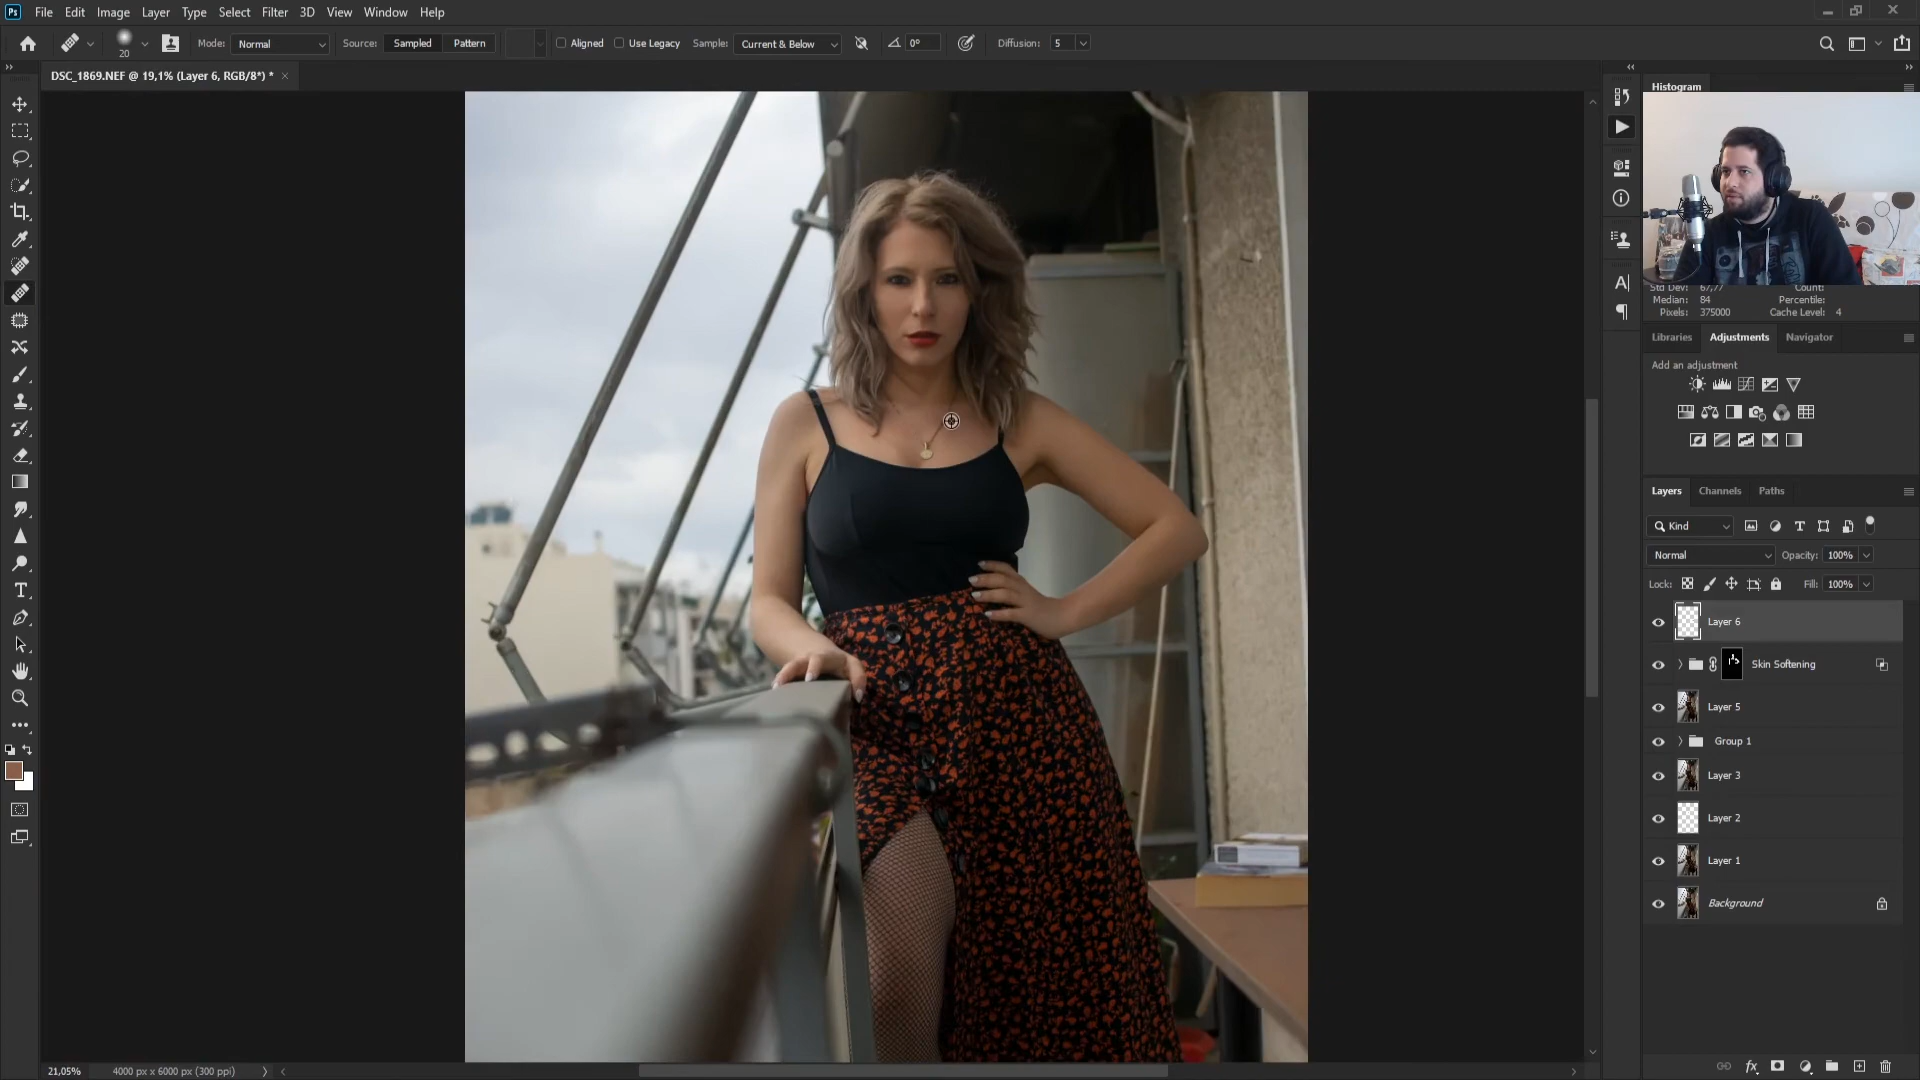 Ps File Edit Image Layer Type Select Filter 3D View Window Help
20 Mode: Normal Source: Sampled Pattern Aligned Use Legacy Sample: Current & Below 0° Diffusion: 5
DSC_1869.NEF @ 19,1% (Layer 6, RGB/8*) *
Histogram
Std Dev: 67,77 Count:
Median: 84 Percentile:
Pixels: 375000 Cache Level: 4
Libraries Adjustments Navigator
Add an adjustment
Layers Channels Paths
Kind
Normal Opacity: 100%
Lock: Fill: 100%
Layer 6
Skin Softening
Layer 5
Group 1
Layer 3
Layer 2
Layer 1
Background
21,05% 4000 px x 6000 px (300 ppi)